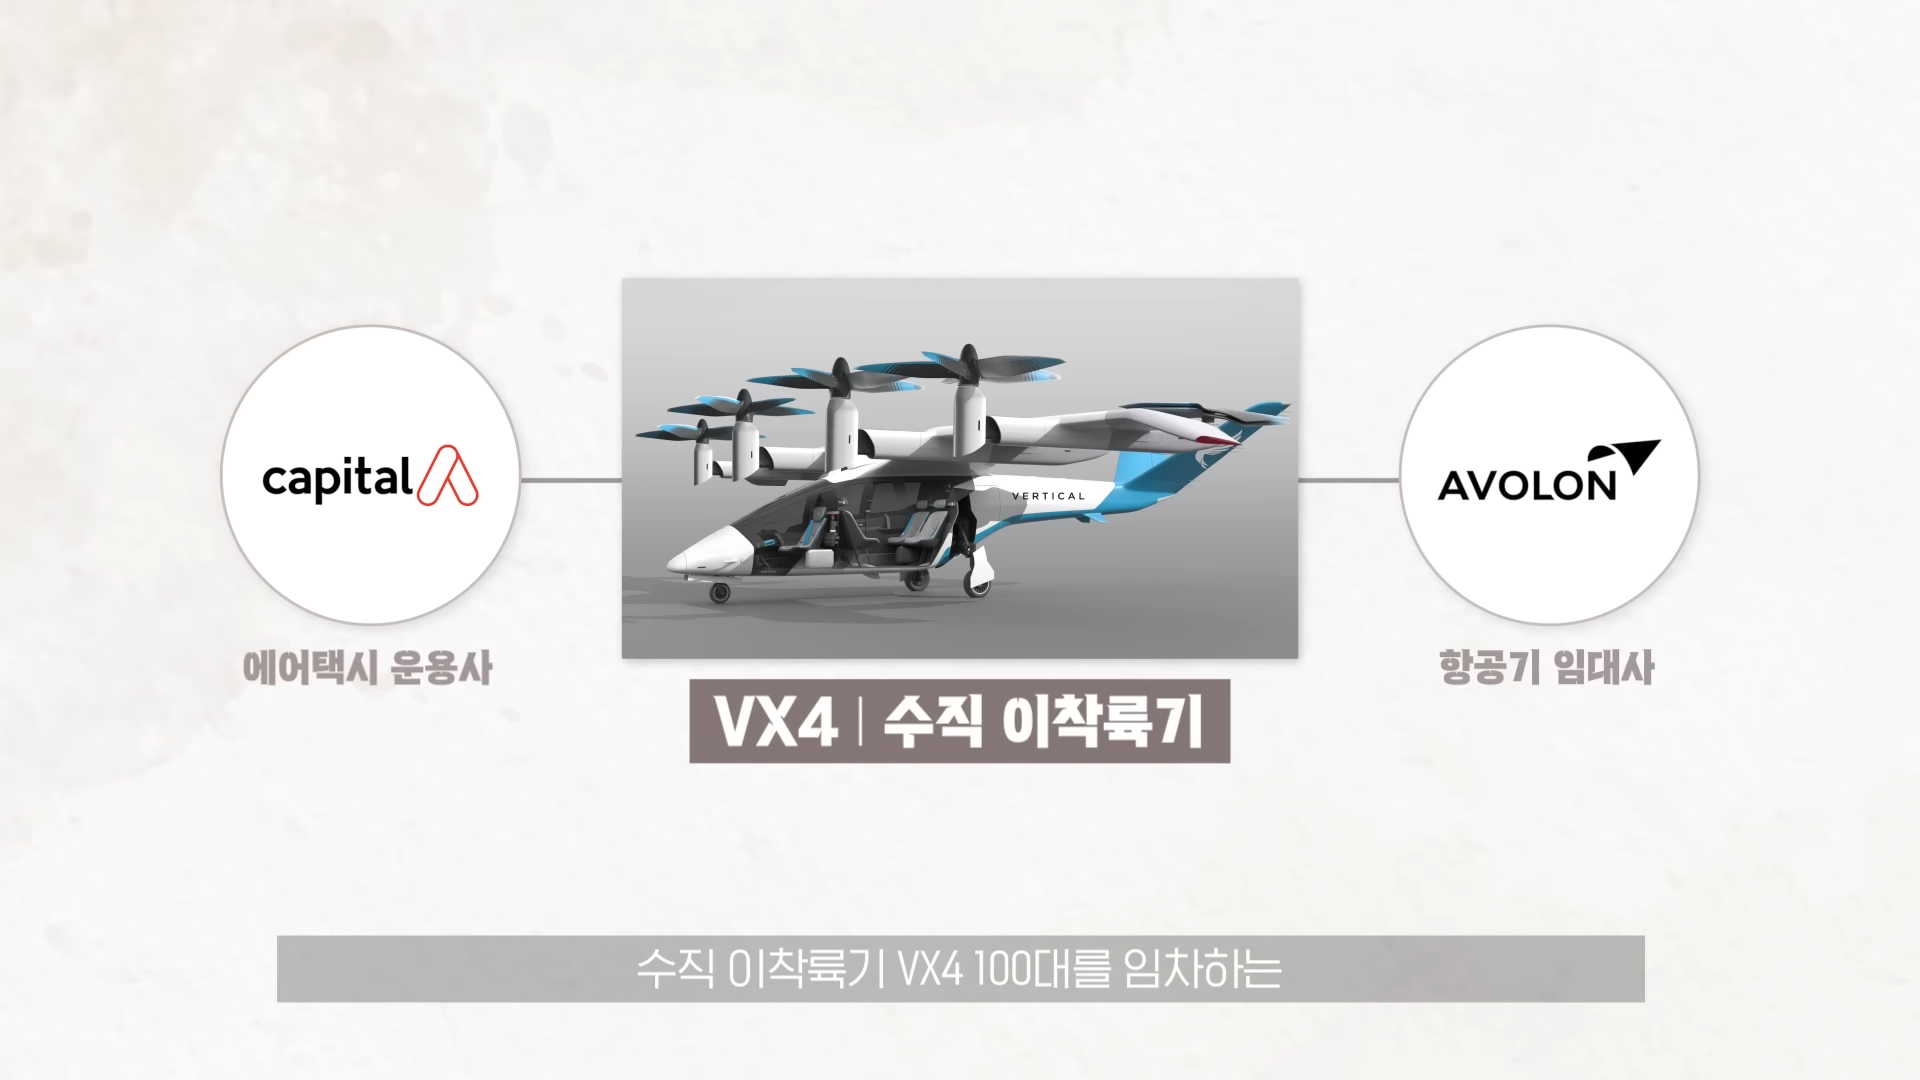 capital A
에어택시 운용사
VERTICAL
VX4 | 수직 이착륙기
AVOLON
항공기 임대사
수직 이착륙기 VX4 100대를 임차하는